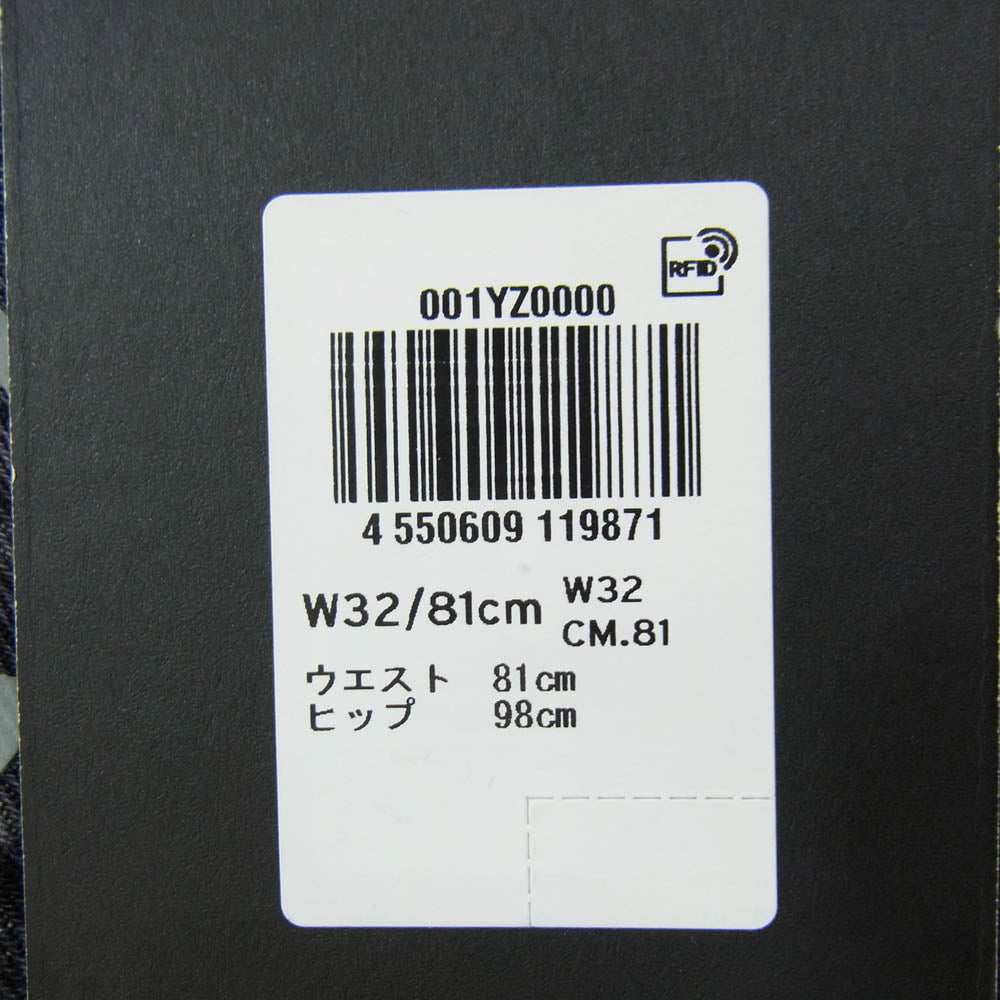 RFID
001YZ0000
4 550609 119871
W32/81cm
W32
CM.81
ウエスト 81cm
ヒップ 98cm